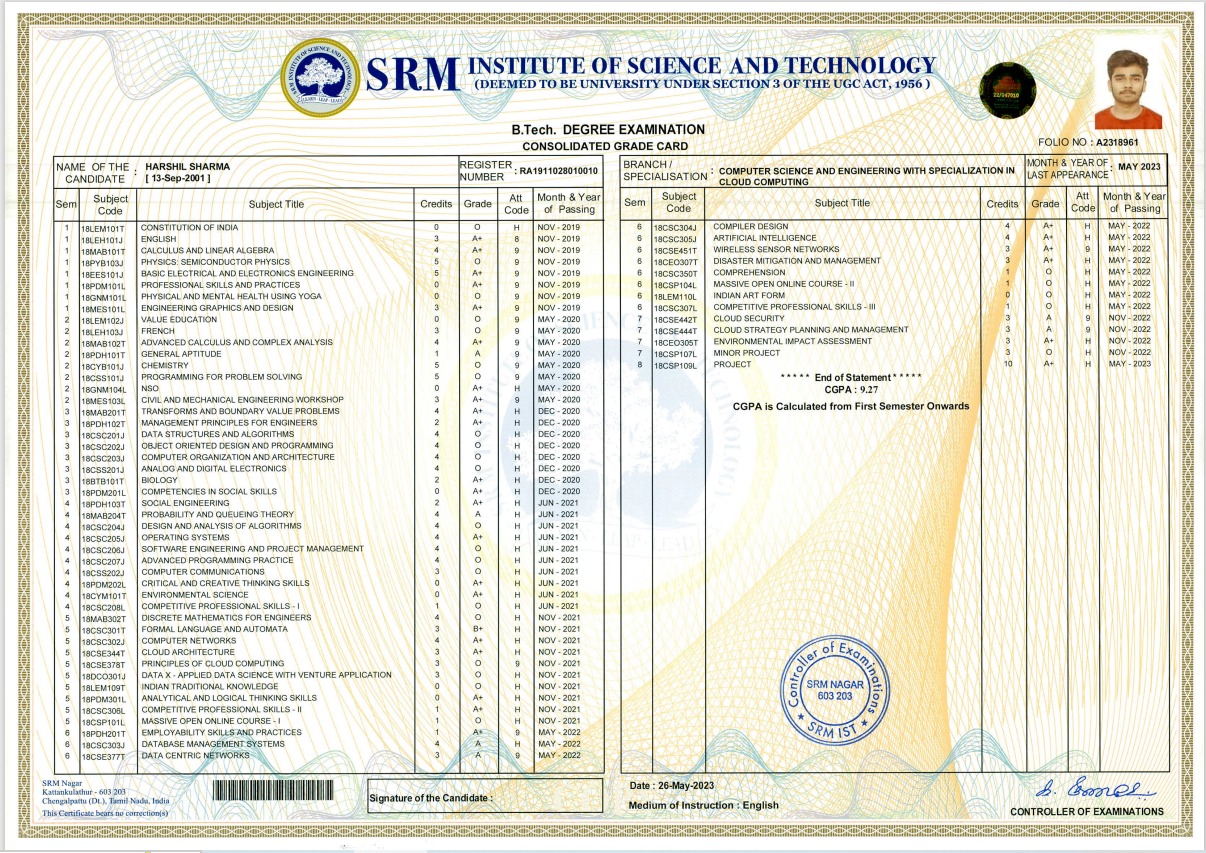 SRM INSTITUTE OF SCIENCE AND TECHNOLOGY
(DEEMED TO BE UNIVERSITY UNDER SECTION 3 OF THE UGC ACT, 1956 )
B.Tech. DEGREE EXAMINATION
CONSOLIDATED GRADE CARD
FOLIO NO : A2318961
NAME OF THE CANDIDATE : HARSHIL SHARMA
[ 13-Sep-2001 ]
REGISTER NUMBER : RA1911028010010
Sem Subject Code Subject Title Credits Grade Att Code Month & Year of Passing
1 18LEM101T CONSTITUTION OF INDIA 0 O H NOV - 2019
1 18LEH101J ENGLISH 3 A+ 8 NOV - 2019
1 18MAB101T CALCULUS AND LINEAR ALGEBRA 4 A+ 9 NOV - 2019
1 18PYB103J PHYSICS: SEMICONDUCTOR PHYSICS 5 O 9 NOV - 2019
1 18EES101J BASIC ELECTRICAL AND ELECTRONICS ENGINEERING 5 A+ 9 NOV - 2019
1 18PDM101L PROFESSIONAL SKILLS AND PRACTICES 0 A+ 9 NOV - 2019
1 18GNM101L PHYSICAL AND MENTAL HEALTH USING YOGA 0 O 9 NOV - 2019
1 18MES101L ENGINEERING GRAPHICS AND DESIGN 3 A+ 9 NOV - 2019
2 18LEM102J VALUE EDUCATION 0 O 9 MAY - 2020
2 18LEH103J FRENCH 3 O 9 MAY - 2020
2 18MAB102T ADVANCED CALCULUS AND COMPLEX ANALYSIS 4 A+ 9 MAY - 2020
2 18PDH101T GENERAL APTITUDE 1 A 9 MAY - 2020
2 18CYB101J CHEMISTRY 5 O 9 MAY - 2020
2 18CSS101J PROGRAMMING FOR PROBLEM SOLVING 5 O 9 MAY - 2020
2 18GNM104L NSO 0 A+ H MAY - 2020
2 18MES103L CIVIL AND MECHANICAL ENGINEERING WORKSHOP 3 A+ 9 MAY - 2020
3 18MAB201T TRANSFORMS AND BOUNDARY VALUE PROBLEMS 4 A+ H DEC - 2020
3 18PDH102T MANAGEMENT PRINCIPLES FOR ENGINEERS 2 A+ H DEC - 2020
3 18CSC201J DATA STRUCTURES AND ALGORITHMS 4 O H DEC - 2020
3 18CSC202J OBJECT ORIENTED DESIGN AND PROGRAMMING 4 O H DEC - 2020
3 18CSC203J COMPUTER ORGANIZATION AND ARCHITECTURE 4 O H DEC - 2020
3 18CSS201J ANALOG AND DIGITAL ELECTRONICS 4 O H DEC - 2020
3 18BTB101T BIOLOGY 2 A+ H DEC - 2020
3 18PDM201L COMPETENCIES IN SOCIAL SKILLS 0 A+ H DEC - 2020
4 18PDH103T SOCIAL ENGINEERING 2 A+ H JUN - 2021
4 18MAB204T PROBABILITY AND QUEUEING THEORY 4 A H JUN - 2021
4 18CSC204J DESIGN AND ANALYSIS OF ALGORITHMS 4 O H JUN - 2021
4 18CSC205J OPERATING SYSTEMS 4 A+ H JUN - 2021
4 18CSC206J SOFTWARE ENGINEERING AND PROJECT MANAGEMENT 4 O H JUN - 2021
4 18CSC207J ADVANCED PROGRAMMING PRACTICE 4 O H JUN - 2021
4 18CSS202J COMPUTER COMMUNICATIONS 3 O H JUN - 2021
4 18PDM202L CRITICAL AND CREATIVE THINKING SKILLS 0 A+ H JUN - 2021
4 18CYM101T ENVIRONMENTAL SCIENCE 0 A+ H JUN - 2021
4 18CSC208L COMPETITIVE PROFESSIONAL SKILLS - I 1 O H JUN - 2021
5 18MAB302T DISCRETE MATHEMATICS FOR ENGINEERS 4 O H NOV - 2021
5 18CSC301T FORMAL LANGUAGE AND AUTOMATA 3 B+ H NOV - 2021
5 18CSC302J COMPUTER NETWORKS 4 A+ H NOV - 2021
5 18CSE344T CLOUD ARCHITECTURE 3 A+ H NOV - 2021
5 18CSE378T PRINCIPLES OF CLOUD COMPUTING 3 O 9 NOV - 2021
5 18DCO301J DATA X - APPLIED DATA SCIENCE WITH VENTURE APPLICATION 3 O H NOV - 2021
5 18LEM109T INDIAN TRADITIONAL KNOWLEDGE 0 O H NOV - 2021
5 18PDM301L ANALYTICAL AND LOGICAL THINKING SKILLS 0 A+ H NOV - 2021
5 18CSC306L COMPETITIVE PROFESSIONAL SKILLS - II 1 A+ H NOV - 2021
5 18CSP101L MASSIVE OPEN ONLINE COURSE - I 1 O H NOV - 2021
6 18PDH201T EMPLOYABILITY SKILLS AND PRACTICES 1 A+ 9 MAY - 2022
6 18CSC303J DATABASE MANAGEMENT SYSTEMS 4 A H MAY - 2022
6 18CSE377T DATA CENTRIC NETWORKS 3 A 9 MAY - 2022
BRANCH / SPECIALISATION : COMPUTER SCIENCE AND ENGINEERING WITH SPECIALIZATION IN CLOUD COMPUTING
MONTH & YEAR OF LAST APPEARANCE : MAY 2023
Sem Subject Code Subject Title Credits Grade Att Code Month & Year of Passing
6 18CSC304J COMPILER DESIGN 4 A+ H MAY - 2022
6 18CSC305J ARTIFICIAL INTELLIGENCE 4 A+ H MAY - 2022
6 18CSE451T WIRELESS SENSOR NETWORKS 3 A+ 9 MAY - 2022
6 18CEO307T DISASTER MITIGATION AND MANAGEMENT 3 A+ H MAY - 2022
6 18CSC350T COMPREHENSION 1 O H MAY - 2022
6 18CSP104L MASSIVE OPEN ONLINE COURSE - II 1 O H MAY - 2022
6 18LEM110L INDIAN ART FORM 0 O H MAY - 2022
6 18CSC307L COMPETITIVE PROFESSIONAL SKILLS - III 1 O H MAY - 2022
7 18CSE442T CLOUD SECURITY 3 A 9 NOV - 2022
7 18CSE444T CLOUD STRATEGY PLANNING AND MANAGEMENT 3 A 9 NOV - 2022
7 18CEO305T ENVIRONMENTAL IMPACT ASSESSMENT 3 A+ H NOV - 2022
7 18CSP107L MINOR PROJECT 3 O H NOV - 2022
8 18CSP109L PROJECT 10 A+ H MAY - 2023
* * * * * End of Statement * * * * *
CGPA : 9.27
CGPA is Calculated from First Semester Onwards
Controller of Examinations
SRM NAGAR
603 203
★ SRM IST ★
SRM Nagar
Kattankulathur - 603 203
Chengalpattu (Dt.), Tamil Nadu, India
This Certificate bears no correction(s)
Signature of the Candidate :
Date : 26-May-2023
Medium of Instruction : English
CONTROLLER OF EXAMINATIONS